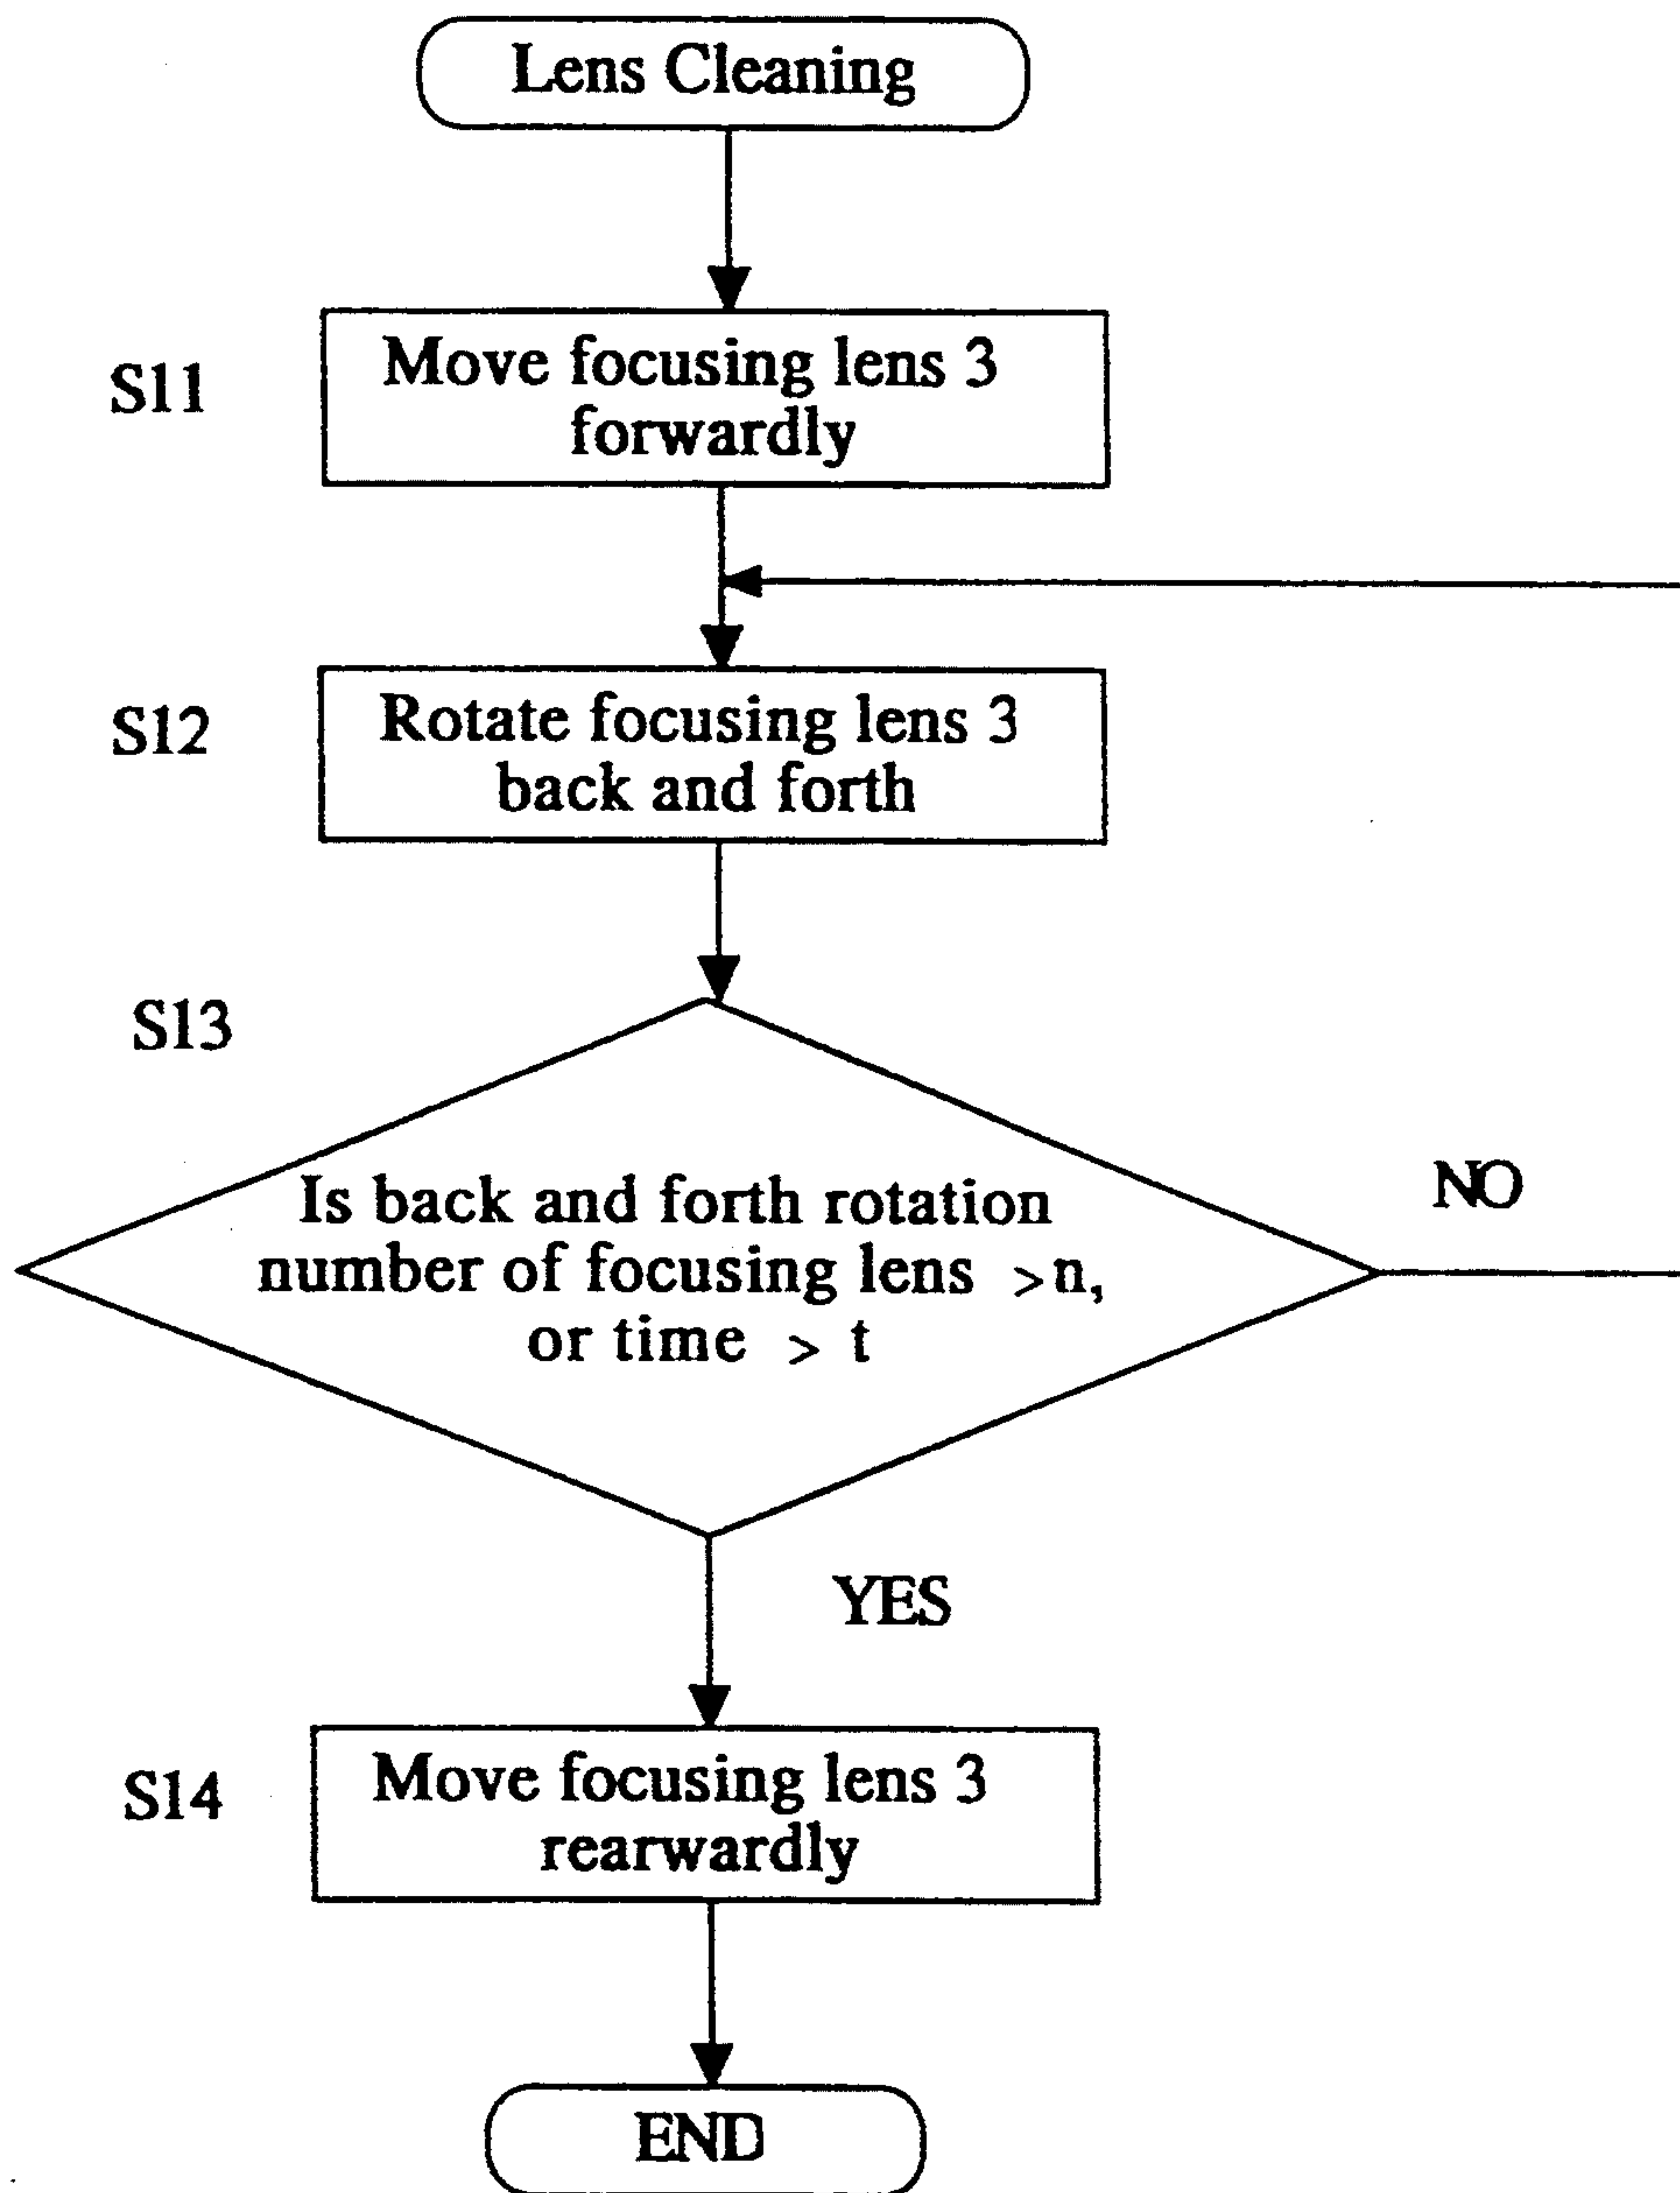 Lens Cleaning
S11
Move focusing lens 3
forwardly
S12
Rotate focusing lens 3
back and forth
S13
Is back and forth rotation
number of focusing lens >n,
or time > t
NO
YES
S14
Move focusing lens 3
rearwardly
END